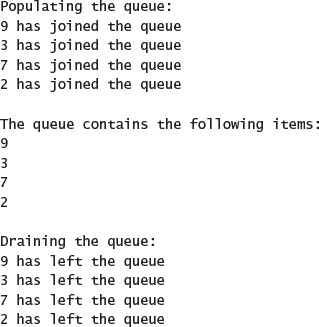 Populating the queue:
9 has joined the queue
3 has joined the queue
7 has joined the queue
2 has joined the queue

The queue contains the following items:
9
3
7
2

Draining the queue:
9 has left the queue
3 has left the queue
7 has left the queue
2 has left the queue